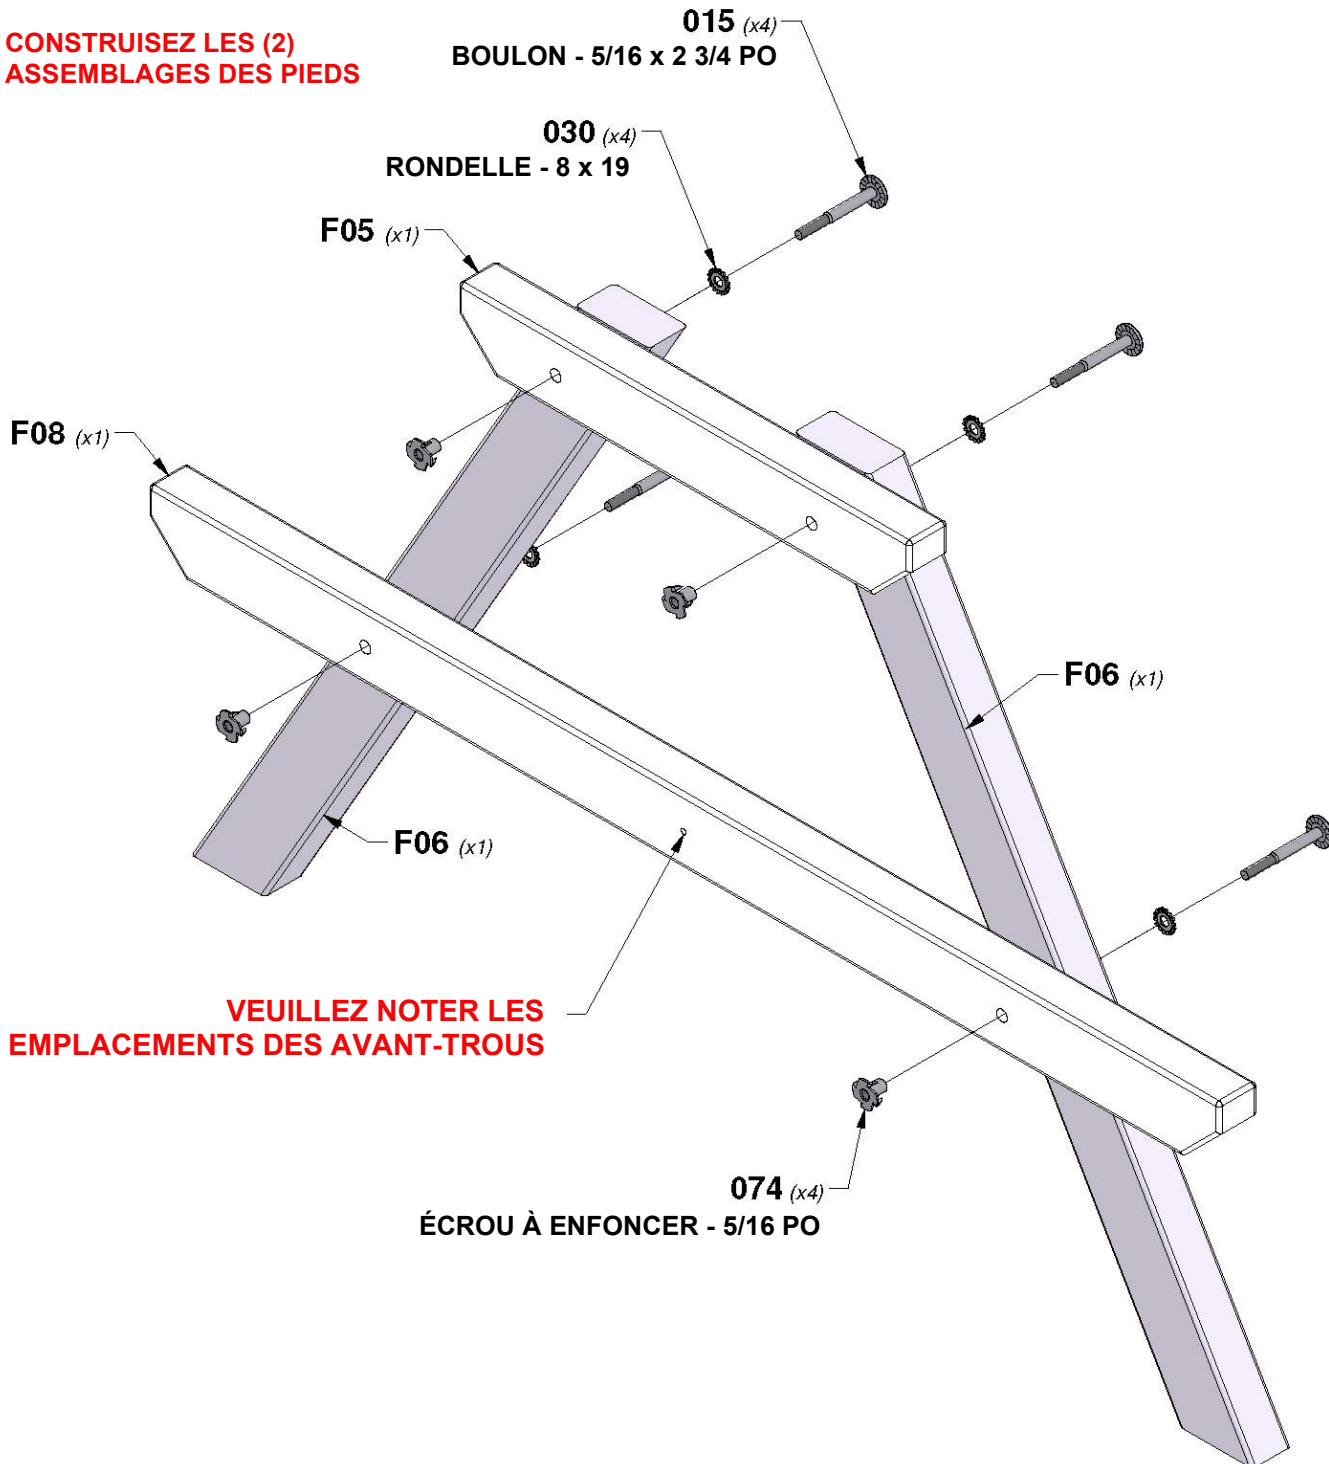 CONSTRUISEZ LES (2)
ASSEMBLAGES DES PIEDS
015 (x4)
BOULON - 5/16 x 2 3/4 PO
030 (x4)
RONDELLE - 8 x 19
F05 (x1)
F08 (x1)
F06 (x1)
F06 (x1)
VEUILLEZ NOTER LES
EMPLACEMENTS DES AVANT-TROUS
074 (x4)
ÉCROU À ENFONCER - 5/16 PO